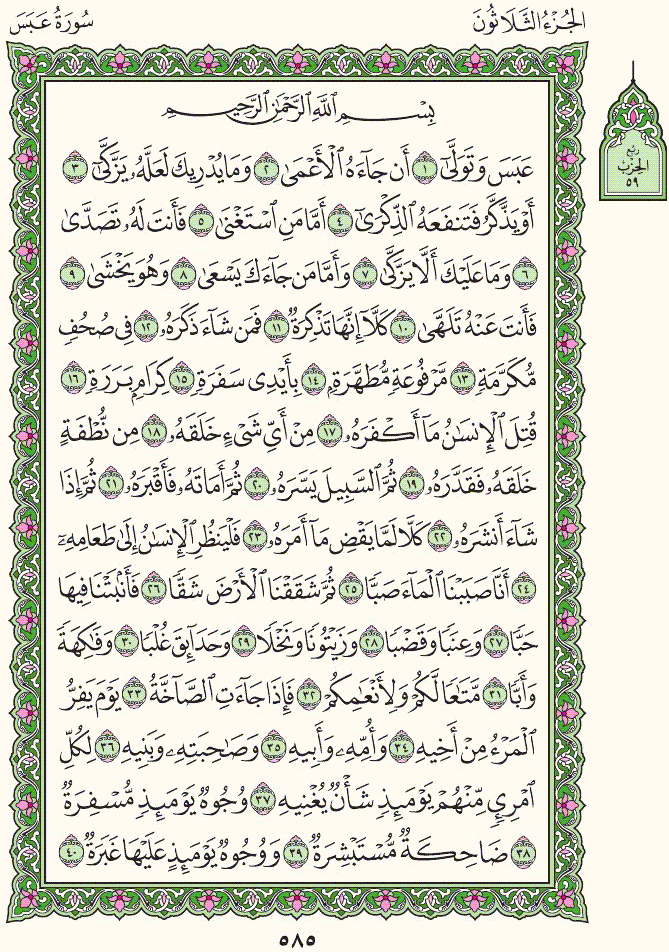 الجُزْءُ الثَّلَاثُونَ
سُورَةُ عَبَسَ
رُبع
الحِزْبِ
٥٩
بِسْمِ ٱللَّهِ ٱلرَّحْمَٰنِ ٱلرَّحِيمِ
عَبَسَ وَتَوَلَّىٰٓ ١ أَن جَآءَهُ ٱلْأَعْمَىٰ ٢ وَمَا يُدْرِيكَ لَعَلَّهُۥ يَزَّكَّىٰٓ ٣
أَوْ يَذَّكَّرُ فَتَنفَعَهُ ٱلذِّكْرَىٰٓ ٤ أَمَّا مَنِ ٱسْتَغْنَىٰ ٥ فَأَنتَ لَهُۥ تَصَدَّىٰ
٦ وَمَا عَلَيْكَ أَلَّا يَزَّكَّىٰ ٧ وَأَمَّا مَن جَآءَكَ يَسْعَىٰ ٨ وَهُوَ يَخْشَىٰ ٩
فَأَنتَ عَنْهُ تَلَهَّىٰ ١٠ كَلَّآ إِنَّهَا تَذْكِرَةٌ ١١ فَمَن شَآءَ ذَكَرَهُۥ ١٢ فِى صُحُفٍ
مُّكَرَّمَةٍ ١٣ مَّرْفُوعَةٍ مُّطَهَّرَةٍۭ ١٤ بِأَيْدِى سَفَرَةٍ ١٥ كِرَامٍۭ بَرَرَةٍ ١٦
قُتِلَ ٱلْإِنسَٰنُ مَآ أَكْفَرَهُۥ ١٧ مِنْ أَىِّ شَىْءٍ خَلَقَهُۥ ١٨ مِن نُّطْفَةٍ
خَلَقَهُۥ فَقَدَّرَهُۥ ١٩ ثُمَّ ٱلسَّبِيلَ يَسَّرَهُۥ ٢٠ ثُمَّ أَمَاتَهُۥ فَأَقْبَرَهُۥ ٢١ ثُمَّ إِذَا
شَآءَ أَنشَرَهُۥ ٢٢ كَلَّا لَمَّا يَقْضِ مَآ أَمَرَهُۥ ٢٣ فَلْيَنظُرِ ٱلْإِنسَٰنُ إِلَىٰ طَعَامِهِۦٓ
٢٤ أَنَّا صَبَبْنَا ٱلْمَآءَ صَبًّا ٢٥ ثُمَّ شَقَقْنَا ٱلْأَرْضَ شَقًّا ٢٦ فَأَنۢبَتْنَا فِيهَا
حَبًّا ٢٧ وَعِنَبًا وَقَضْبًا ٢٨ وَزَيْتُونًا وَنَخْلًا ٢٩ وَحَدَآئِقَ غُلْبًا ٣٠ وَفَٰكِهَةً
وَأَبًّا ٣١ مَّتَٰعًا لَّكُمْ وَلِأَنْعَٰمِكُمْ ٣٢ فَإِذَا جَآءَتِ ٱلصَّآخَّةُ ٣٣ يَوْمَ يَفِرُّ
ٱلْمَرْءُ مِنْ أَخِيهِ ٣٤ وَأُمِّهِۦ وَأَبِيهِ ٣٥ وَصَٰحِبَتِهِۦ وَبَنِيهِ ٣٦ لِكُلِّ
ٱمْرِئٍ مِّنْهُمْ يَوْمَئِذٍ شَأْنٌ يُغْنِيهِ ٣٧ وُجُوهٌ يَوْمَئِذٍ مُّسْفِرَةٌ
٣٨ ضَاحِكَةٌ مُّسْتَبْشِرَةٌ ٣٩ وَوُجُوهٌ يَوْمَئِذٍ عَلَيْهَا غَبَرَةٌ ٤٠
٥٨٥